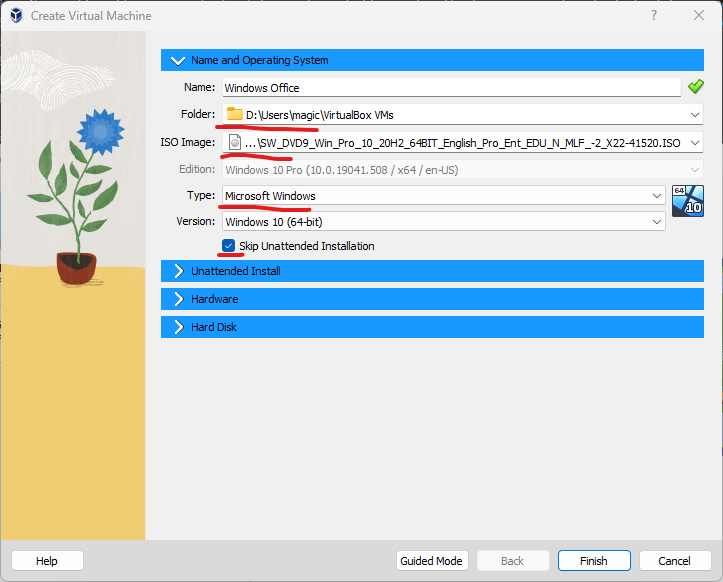 Create Virtual Machine
Name and Operating System
Name: Windows Office
Folder: D:\Users\magic\VirtualBox VMs
ISO Image: ...\SW_DVD9_Win_Pro_10_20H2_64BIT_English_Pro_Ent_EDU_N_MLF_-2_X22-41520.ISO
Edition: Windows 10 Pro (10.0.19041.508 / x64 / en-US)
Type: Microsoft Windows
64
10
Version: Windows 10 (64-bit)
Skip Unattended Installation
Unattended Install
Hardware
Hard Disk
Help Guided Mode Back Finish Cancel